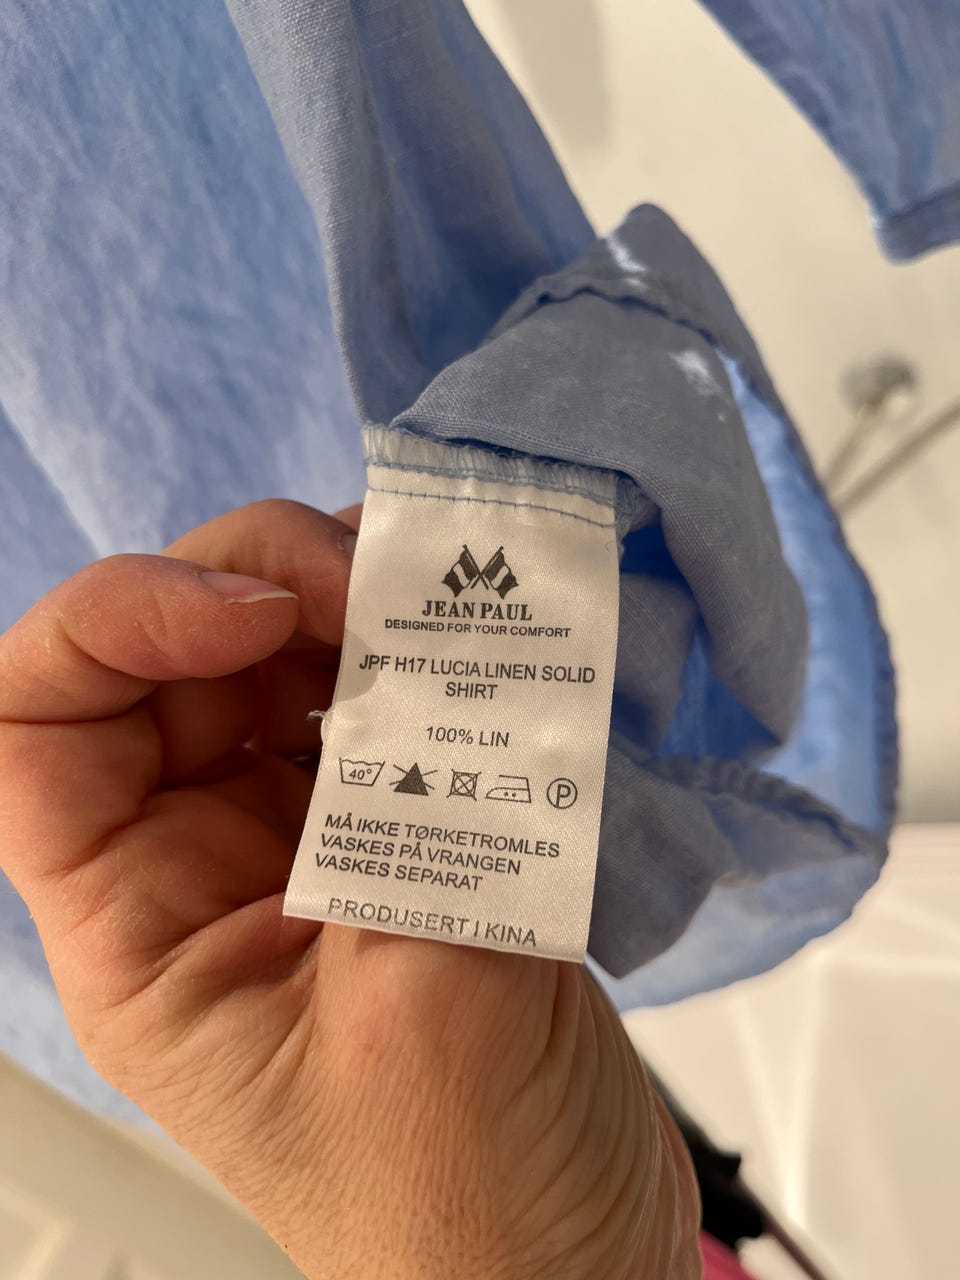 JEAN PAUL
DESIGNED FOR YOUR COMFORT
JPF H17 LUCIA LINEN SOLID
SHIRT
100% LIN
40° P
MÅ IKKE TØRKETROMLES
VASKES PÅ VRANGEN
VASKES SEPARAT
PRODUSERT I KINA